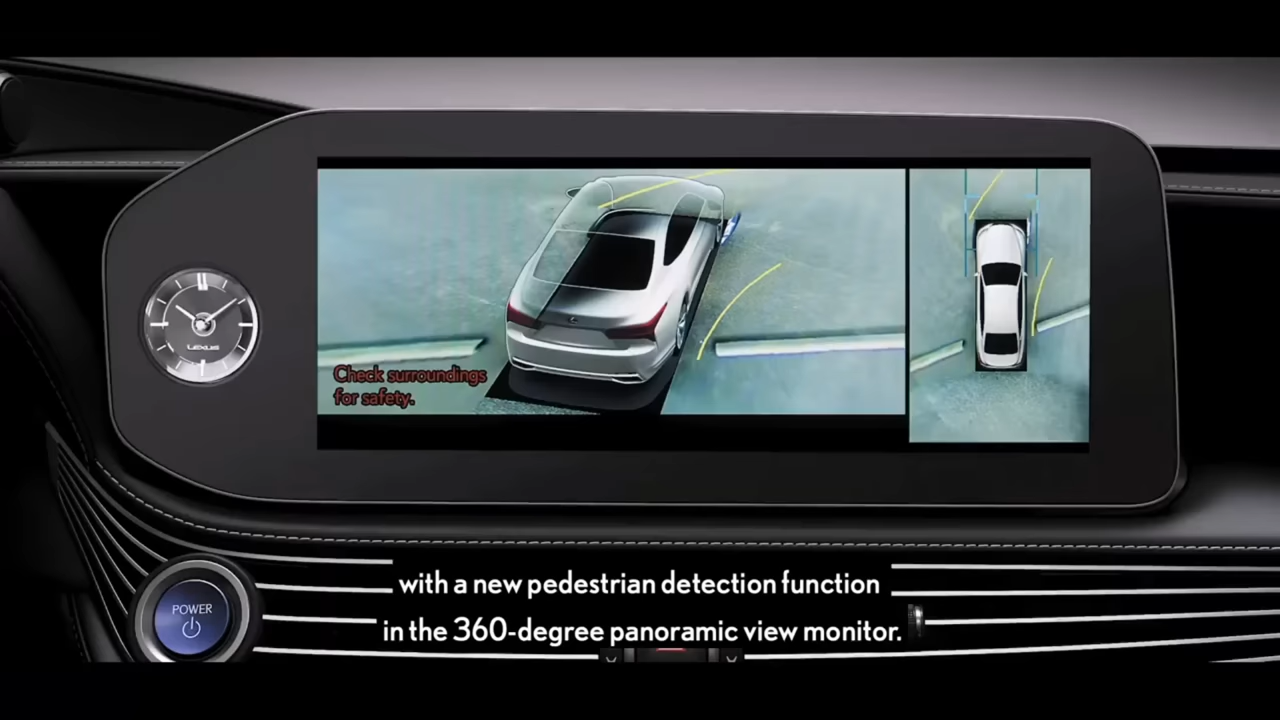 LEXUS
Check surroundings
for safety.
POWER
with a new pedestrian detection function
in the 360-degree panoramic view monitor.